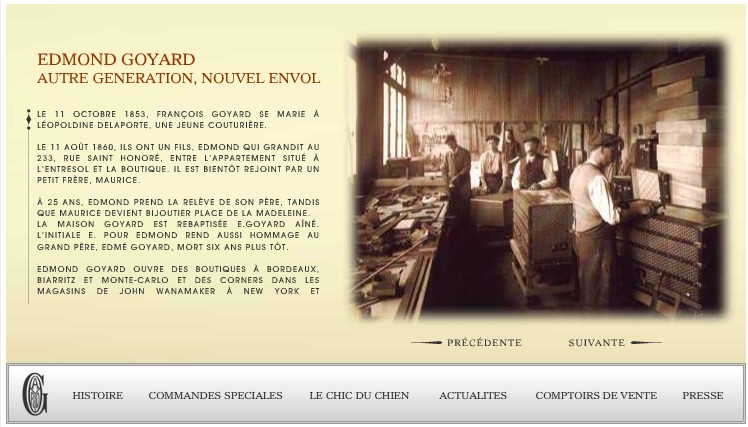 EDMOND GOYARD
AUTRE GENERATION, NOUVEL ENVOL
LE 11 OCTOBRE 1853, FRANÇOIS GOYARD SE MARIE À
LÉOPOLDINE DELAPORTE, UNE JEUNE COUTURIÈRE.
LE 11 AOÛT 1860, ILS ONT UN FILS, EDMOND QUI GRANDIT AU
233, RUE SAINT HONORÉ, ENTRE L'APPARTEMENT SITUÉ À
L'ENTRESOL ET LA BOUTIQUE. IL EST BIENTÔT REJOINT PAR UN
PETIT FRÈRE, MAURICE.
À 25 ANS, EDMOND PREND LA RELÊVE DE SON PÈRE, TANDIS
QUE MAURICE DEVIENT BIJOUTIER PLACE DE LA MADELEINE.
LA MAISON GOYARD EST REBAPTISÉE E.GOYARD AÎNÉ.
L'INITIALE E. POUR EDMOND REND AUSSI HOMMAGE AU
GRAND PÈRE, EDMÉ GOYARD, MORT SIX ANS PLUS TÔT.
EDMOND GOYARD OUVRE DES BOUTIQUES À BORDEAUX,
BIARRITZ ET MONTE-CARLO ET DES CORNERS DANS LES
MAGASINS DE JOHN WANAMAKER À NEW YORK ET
PRÉCÉDENTE SUIVANTE
G HISTOIRE COMMANDES SPECIALES LE CHIC DU CHIEN ACTUALITES COMPTOIRS DE VENTE PRESSE